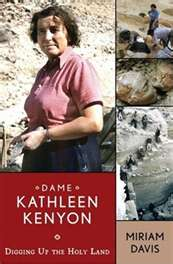 DAME
KATHLEEN
KENYON
DIGGING UP THE HOLY LAND
MIRIAM
DAVIS